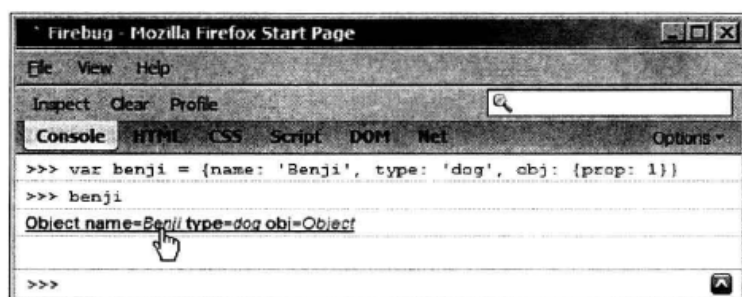 Firebug - Mozilla Firefox Start Page
File View Help
Inspect Clear Profile
Console HTML CSS Script DOM Net Options
>>> var benji = {name: 'Benji', type: 'dog', obj: {prop: 1}}
>>> benji
Object name=Benji type=dog obj=Object
>>>